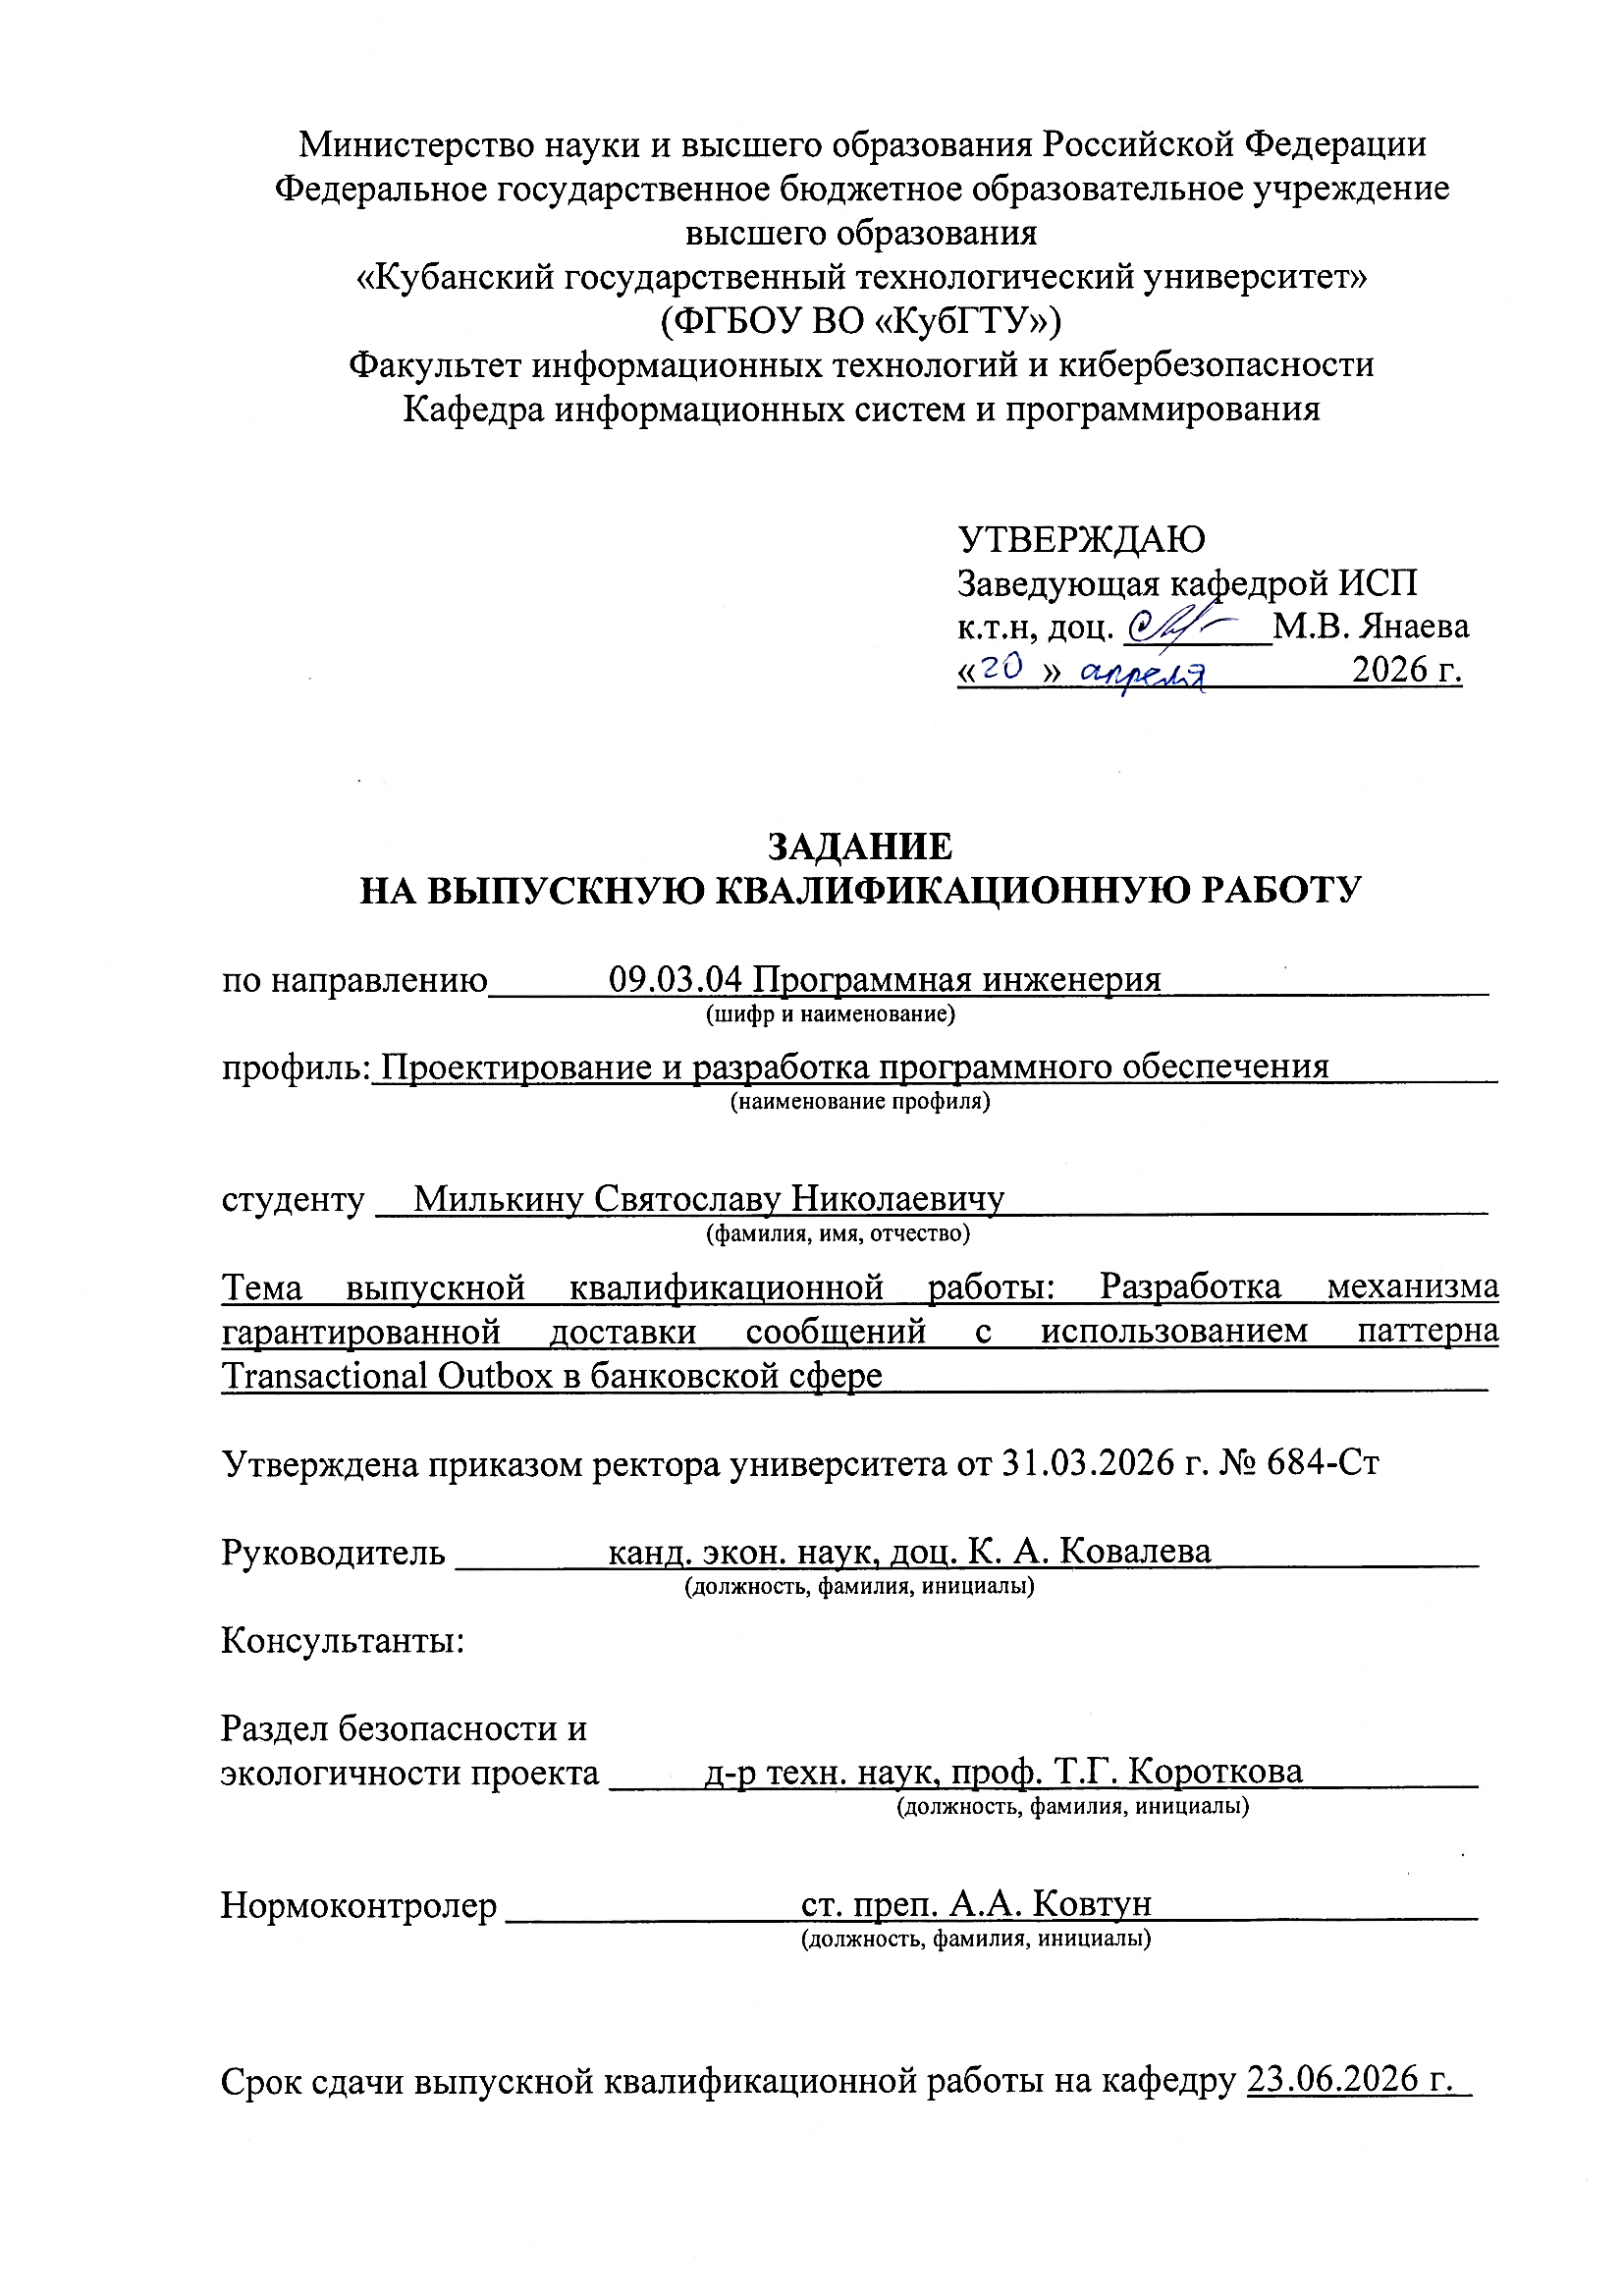 Министерство науки и высшего образования Российской Федерации
Федеральное государственное бюджетное образовательное учреждение
высшего образования
«Кубанский государственный технологический университет»
(ФГБОУ ВО «КубГТУ»)
Факультет информационных технологий и кибербезопасности
Кафедра информационных систем и программирования
УТВЕРЖДАЮ
Заведующая кафедрой ИСП
к.т.н, доц. М.В. Янаева
«20» апреля 2026 г.
ЗАДАНИЕ
НА ВЫПУСКНУЮ КВАЛИФИКАЦИОННУЮ РАБОТУ
по направлению 09.03.04 Программная инженерия
(шифр и наименование)
профиль: Проектирование и разработка программного обеспечения
(наименование профиля)
студенту Милькину Святославу Николаевичу
(фамилия, имя, отчество)
Тема выпускной квалификационной работы: Разработка механизма
гарантированной доставки сообщений с использованием паттерна
Transactional Outbox в банковской сфере
Утверждена приказом ректора университета от 31.03.2026 г. № 684-Ст
Руководитель канд. экон. наук, доц. К. А. Ковалева
(должность, фамилия, инициалы)
Консультанты:
Раздел безопасности и
экологичности проекта д-р техн. наук, проф. Т.Г. Короткова
(должность, фамилия, инициалы)
Нормоконтролер ст. преп. А.А. Ковтун
(должность, фамилия, инициалы)
Срок сдачи выпускной квалификационной работы на кафедру 23.06.2026 г.